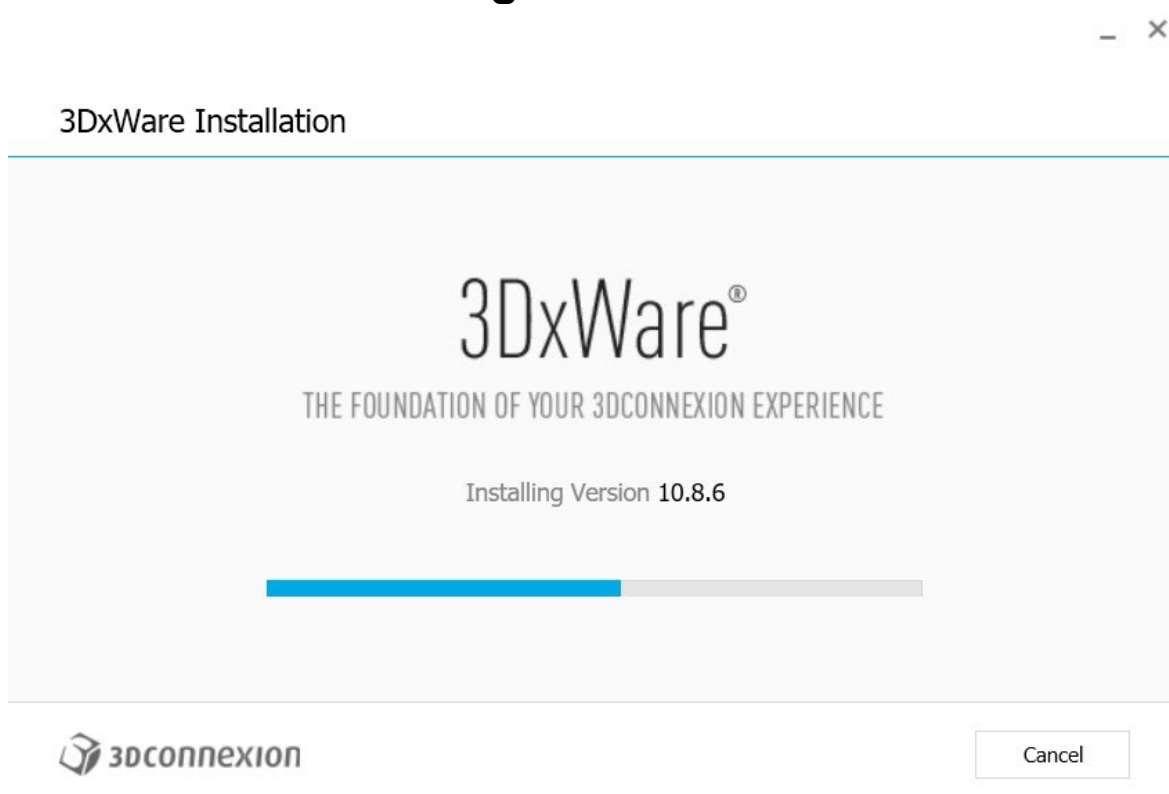 3DxWare Installation
3DxWare®
THE FOUNDATION OF YOUR 3DCONNEXION EXPERIENCE
Installing Version 10.8.6
3Dconnexion
Cancel